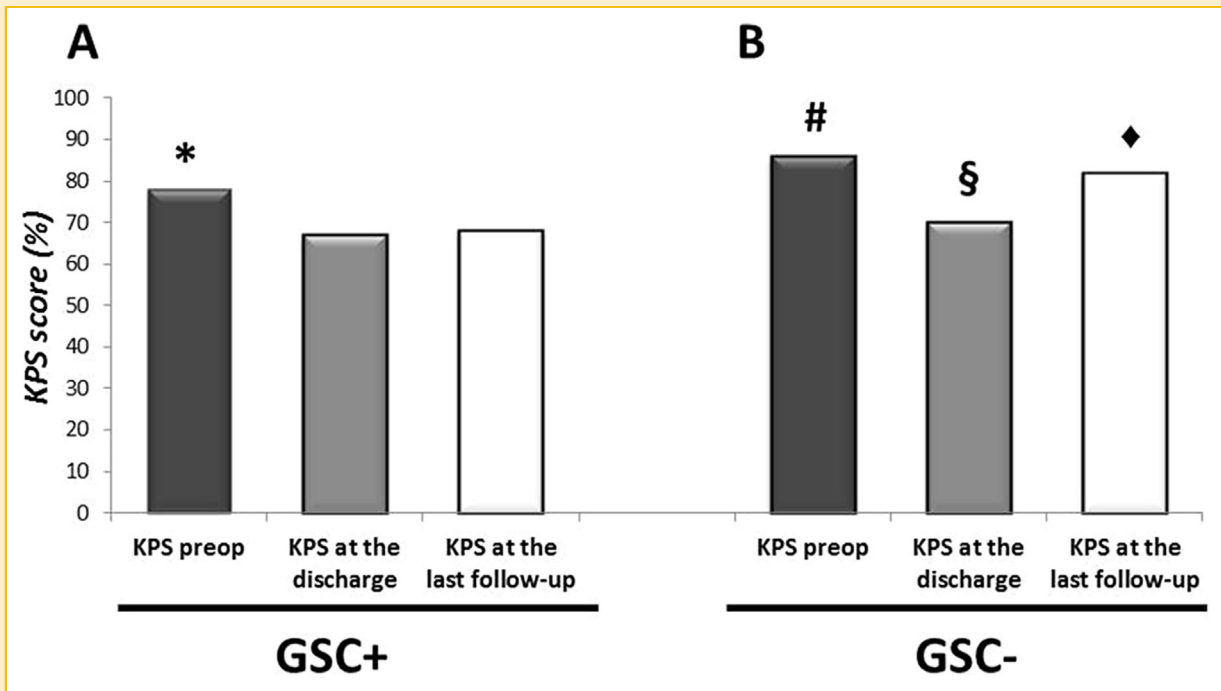 A
B
KPS score (%)
100
90
80
70
60
50
40
30
20
10
0
*
#
§
♦
KPS preop
KPS at the
discharge
KPS at the
last follow-up
KPS preop
KPS at the
discharge
KPS at the
last follow-up
GSC+
GSC-